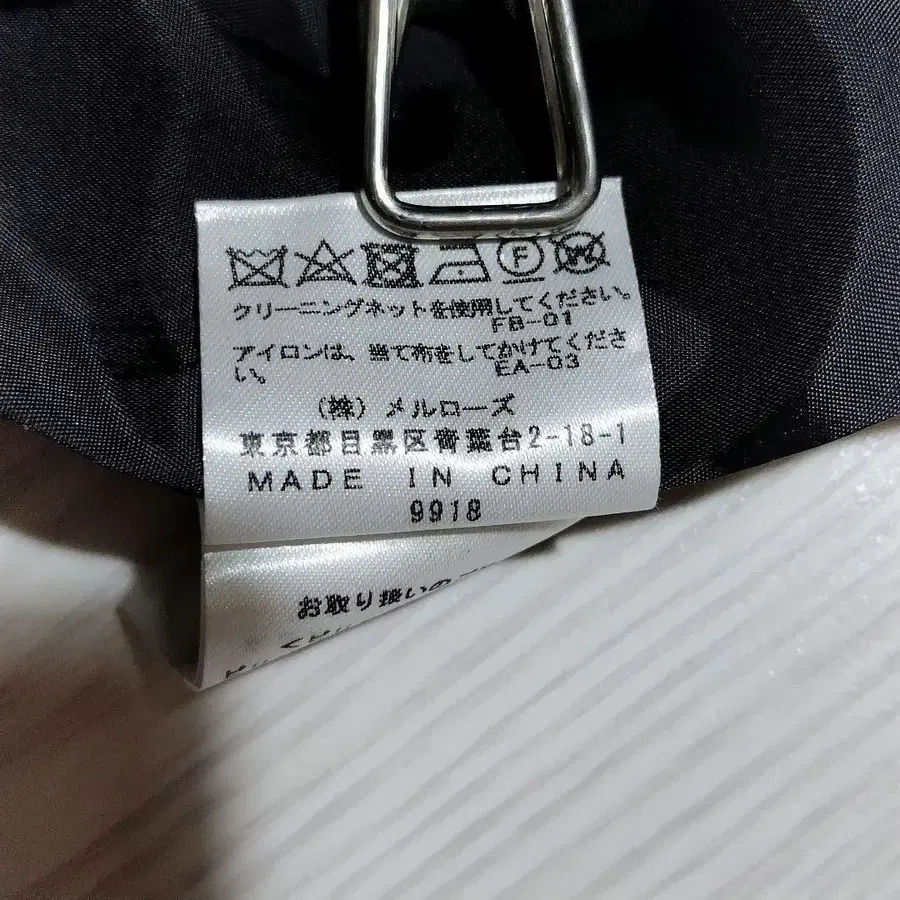 F W
クリーニングネットを使用してください。
FB-01
アイロンは、当て布をしてかけてくださ
い。 EA-03
(株) メルローズ
東京都目黒区青葉台2-18-1
MADE IN CHINA
9918
お取り扱いの